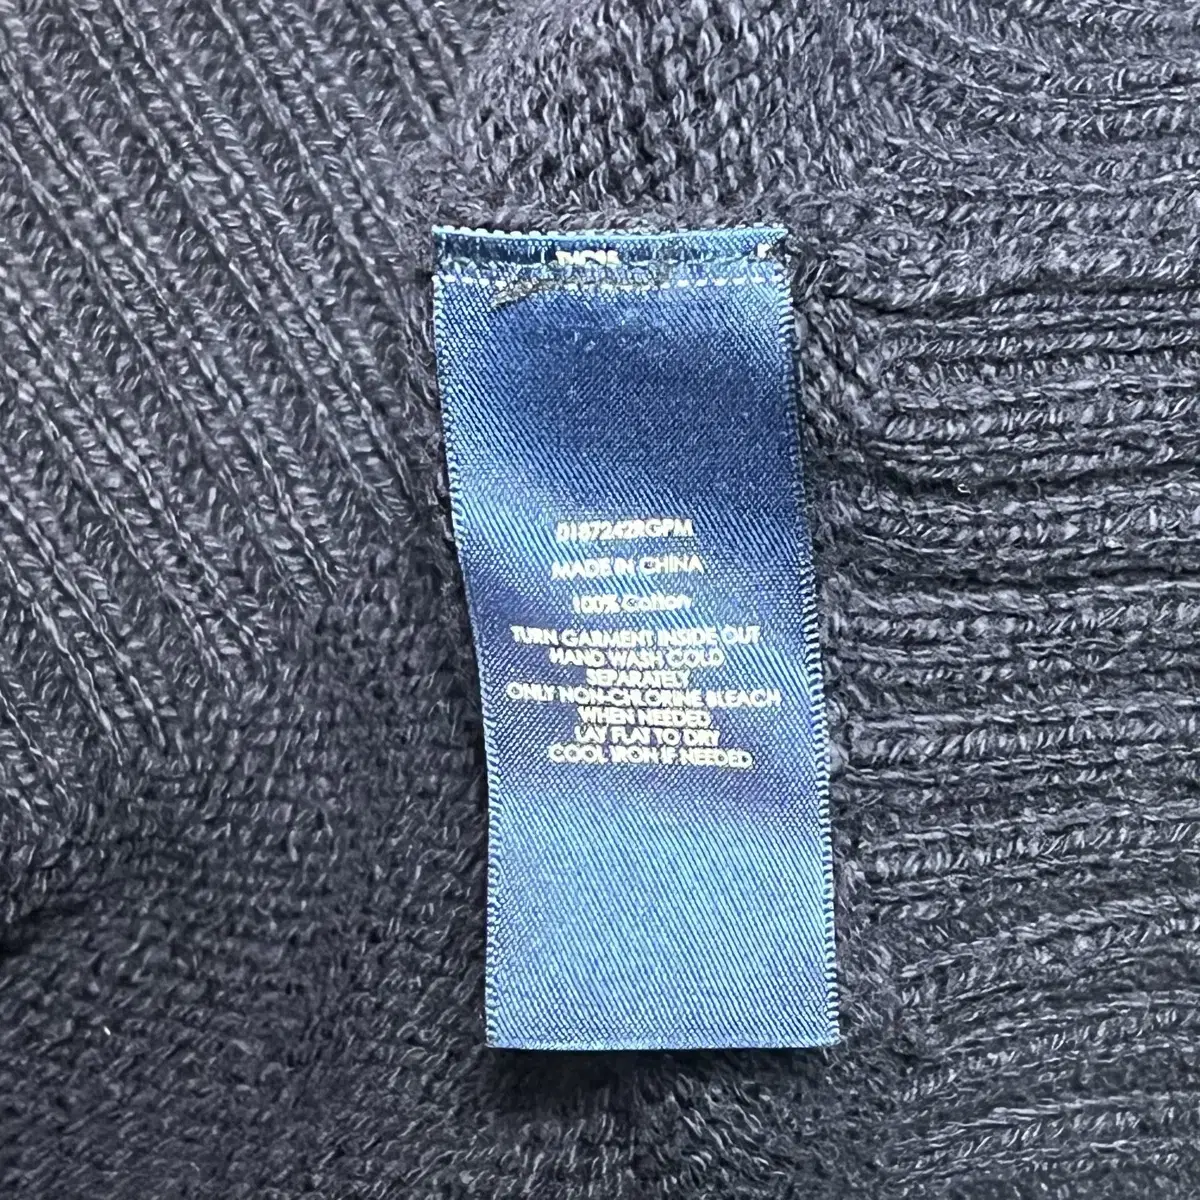 MADE IN CHINA
100% Cotton
TURN GARMENT INSIDE OUT
HAND WASH COLD
SEPARATELY
ONLY NON-CHLORINE BLEACH
WHEN NEEDED
LAY FLAT TO DRY
COOL IRON IF NEEDED